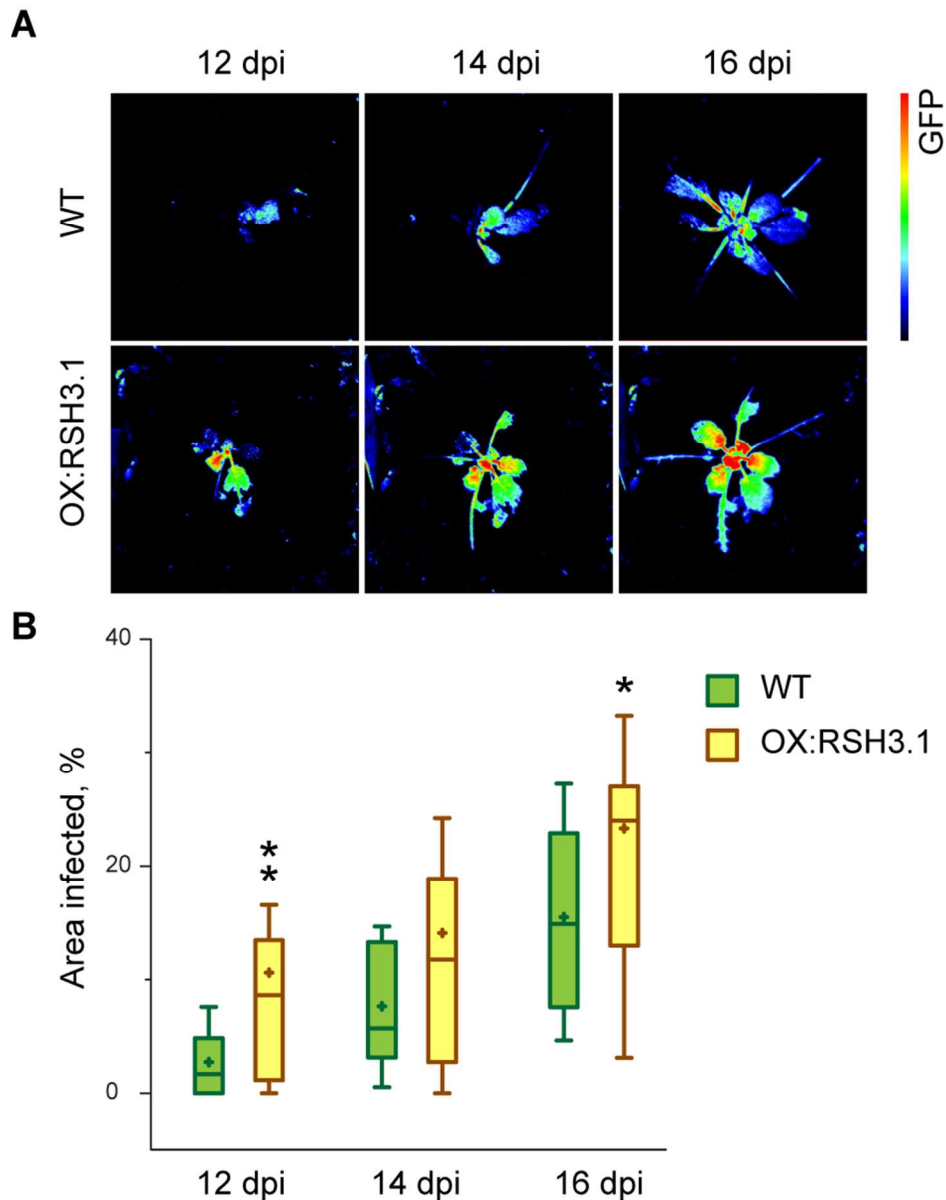 A
12 dpi
14 dpi
16 dpi
WT
OX:RSH3.1
GFP
B
40
20
0
Area infected, %
**
*
WT
OX:RSH3.1
12 dpi
14 dpi
16 dpi